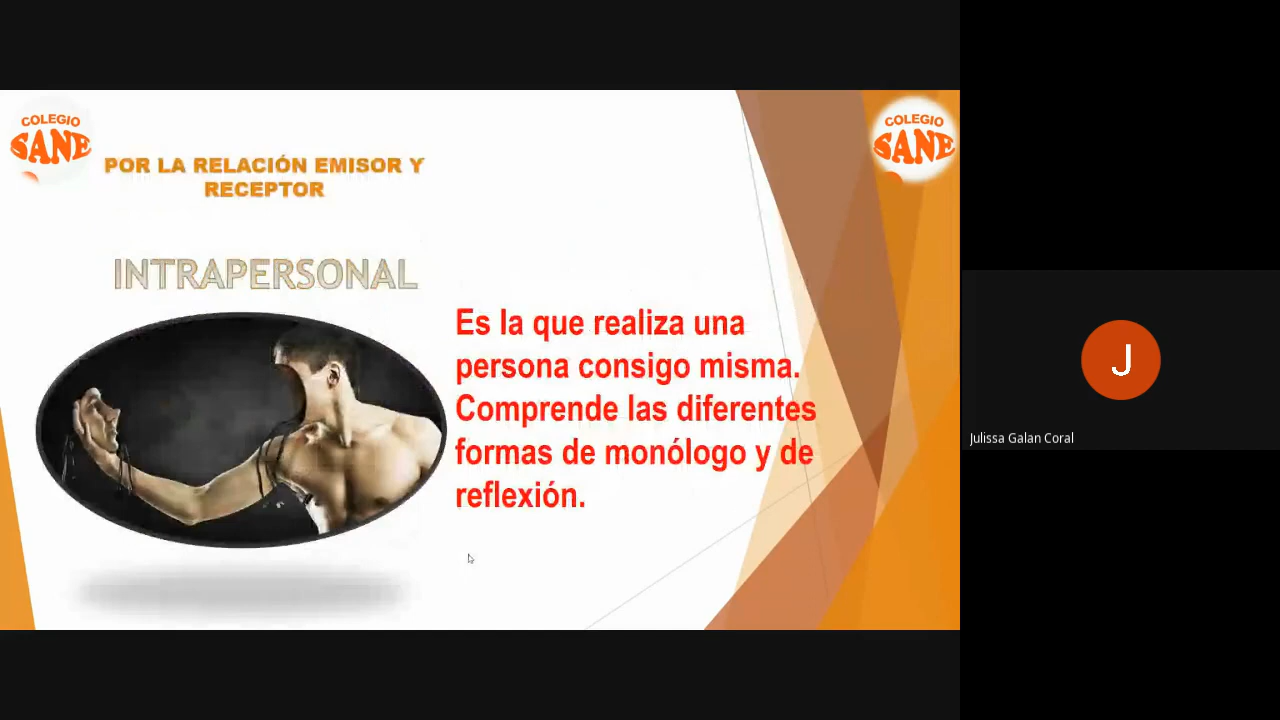 COLEGIO
SANE
COLEGIO
SANE
POR LA RELACIÓN EMISOR Y
RECEPTOR
INTRAPERSONAL
Es la que realiza una
persona consigo misma.
Comprende las diferentes
formas de monólogo y de
reflexión.
J
Julissa Galan Coral